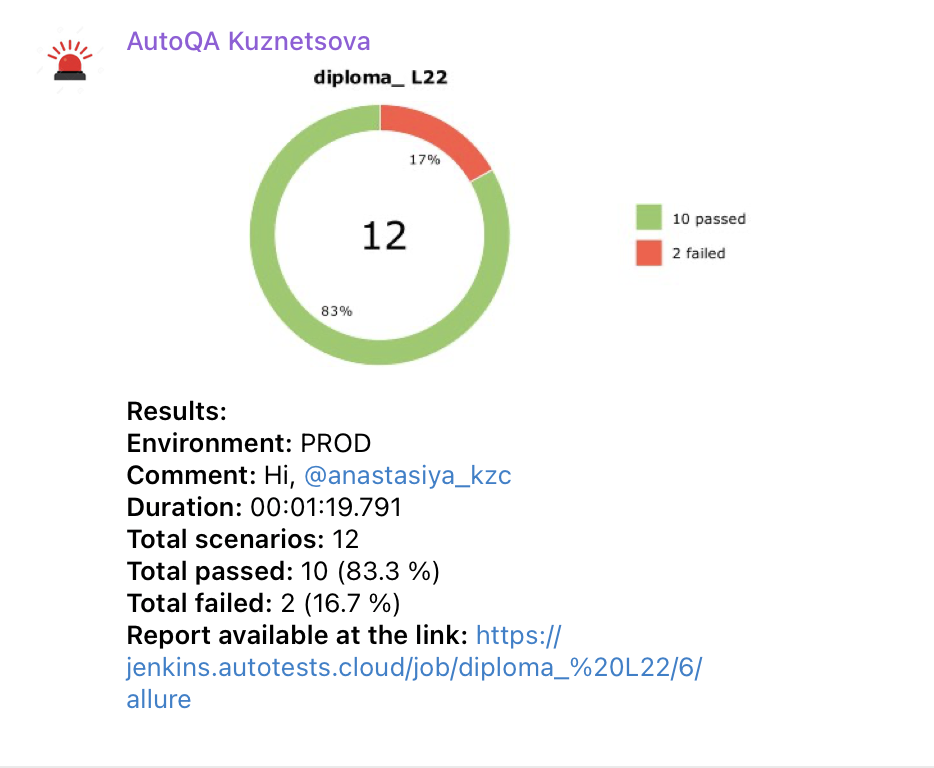 AutoQA Kuznetsova
diploma_ L22
17%
12
10 passed
2 failed
83%
Results:
Environment: PROD
Comment: Hi, @anastasiya_kzc
Duration: 00:01:19.791
Total scenarios: 12
Total passed: 10 (83.3 %)
Total failed: 2 (16.7 %)
Report available at the link: https://
jenkins.autotests.cloud/job/diploma_%20L22/6/
allure